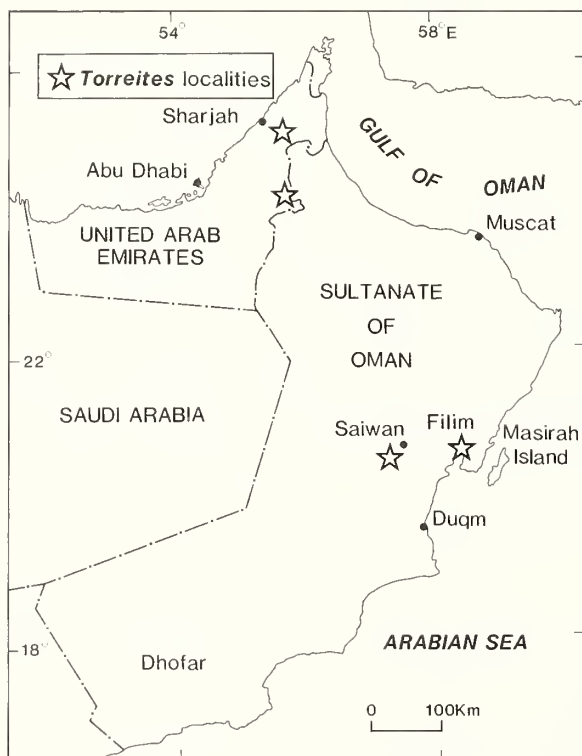 54°
58°E
Torreites localities
Sharjah
GULF OF OMAN
Abu Dhabi
Muscat
UNITED ARAB
EMIRATES
SULTANATE
OF
OMAN
22°
SAUDI ARABIA
Saiwan
Filim
Masirah
Island
Duqm
18°
ARABIAN SEA
Dhofar
0 100Km